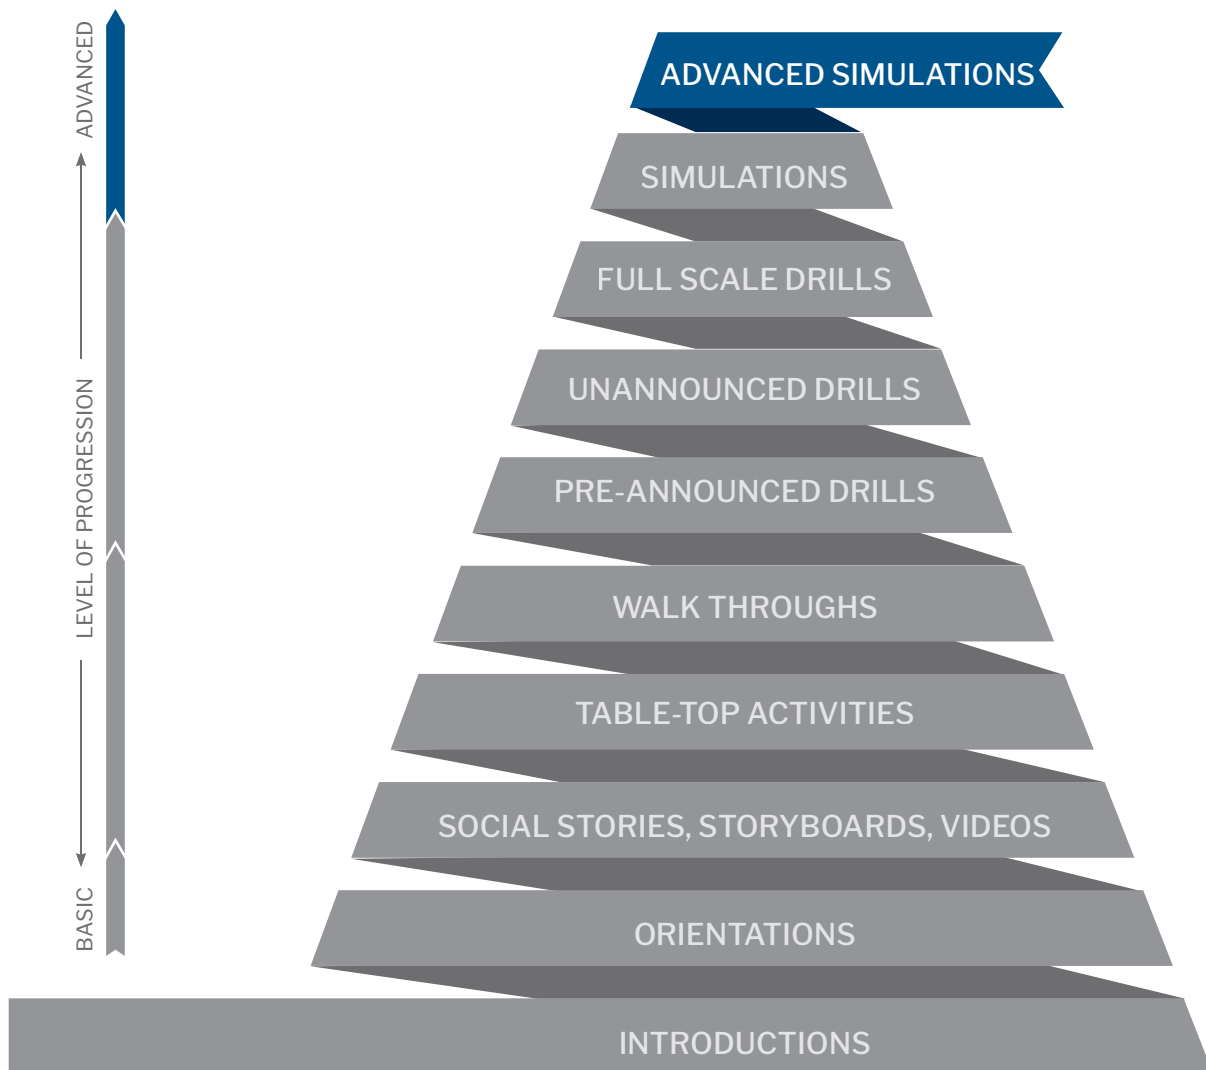 ADVANCED
LEVEL OF PROGRESSION
BASIC
ADVANCED SIMULATIONS
SIMULATIONS
FULL SCALE DRILLS
UNANNOUNCED DRILLS
PRE-ANNOUNCED DRILLS
WALK THROUGHS
TABLE-TOP ACTIVITIES
SOCIAL STORIES, STORYBOARDS, VIDEOS
ORIENTATIONS
INTRODUCTIONS